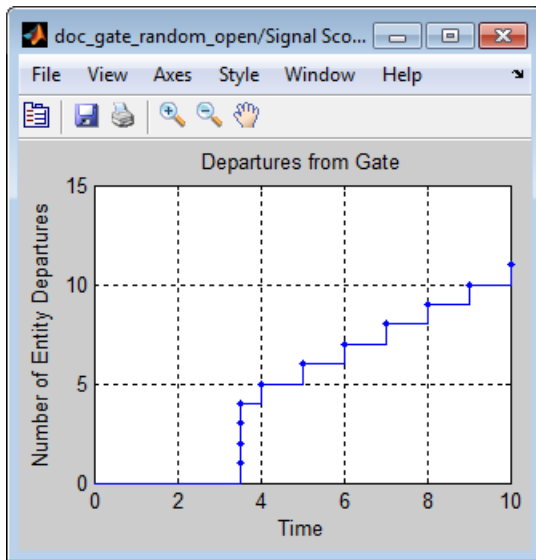 doc_gate_random_open/Signal Sco...
File View Axes Style Window Help
Departures from Gate
Number of Entity Departures
15
10
5
0
0 2 4 6 8 10
Time